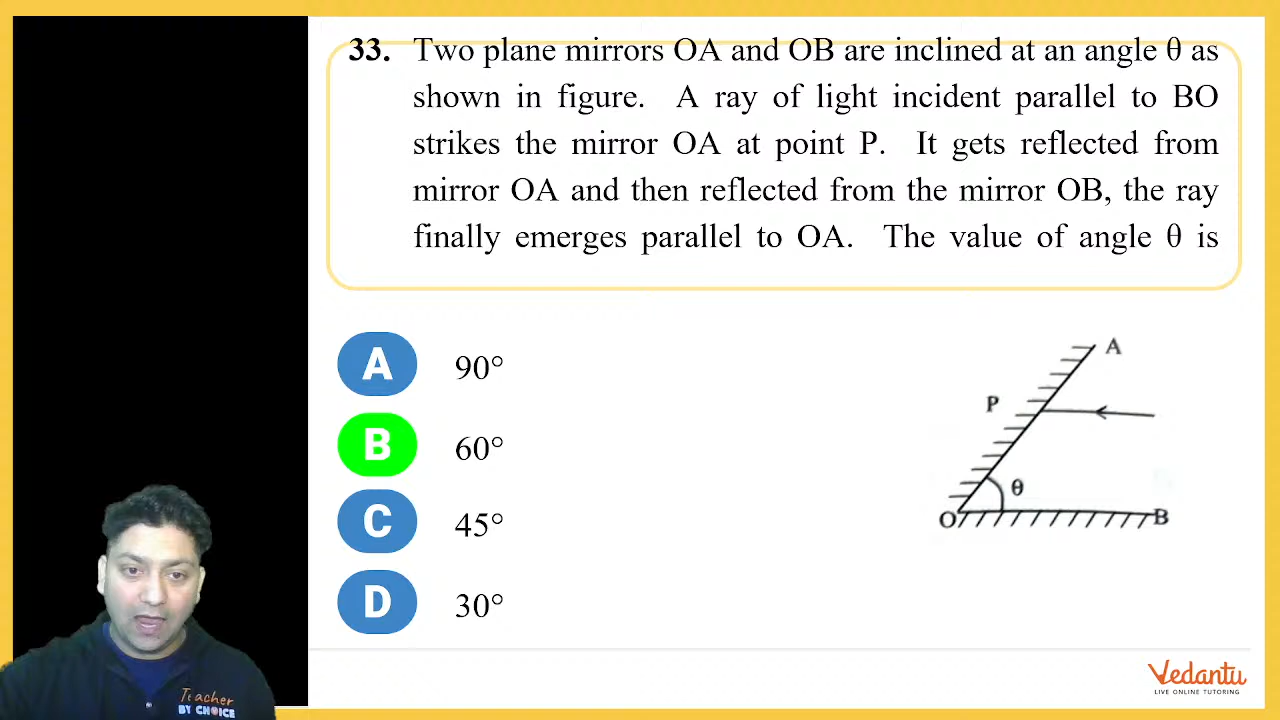 33. Two plane mirrors OA and OB are inclined at an angle θ as
shown in figure. A ray of light incident parallel to BO
strikes the mirror OA at point P. It gets reflected from
mirror OA and then reflected from the mirror OB, the ray
finally emerges parallel to OA. The value of angle θ is
A 90°
B 60°
C 45°
D 30°
A
P
θ
O
B
Teacher
BY CHOICE
Vedantu
LIVE ONLINE TUTORING